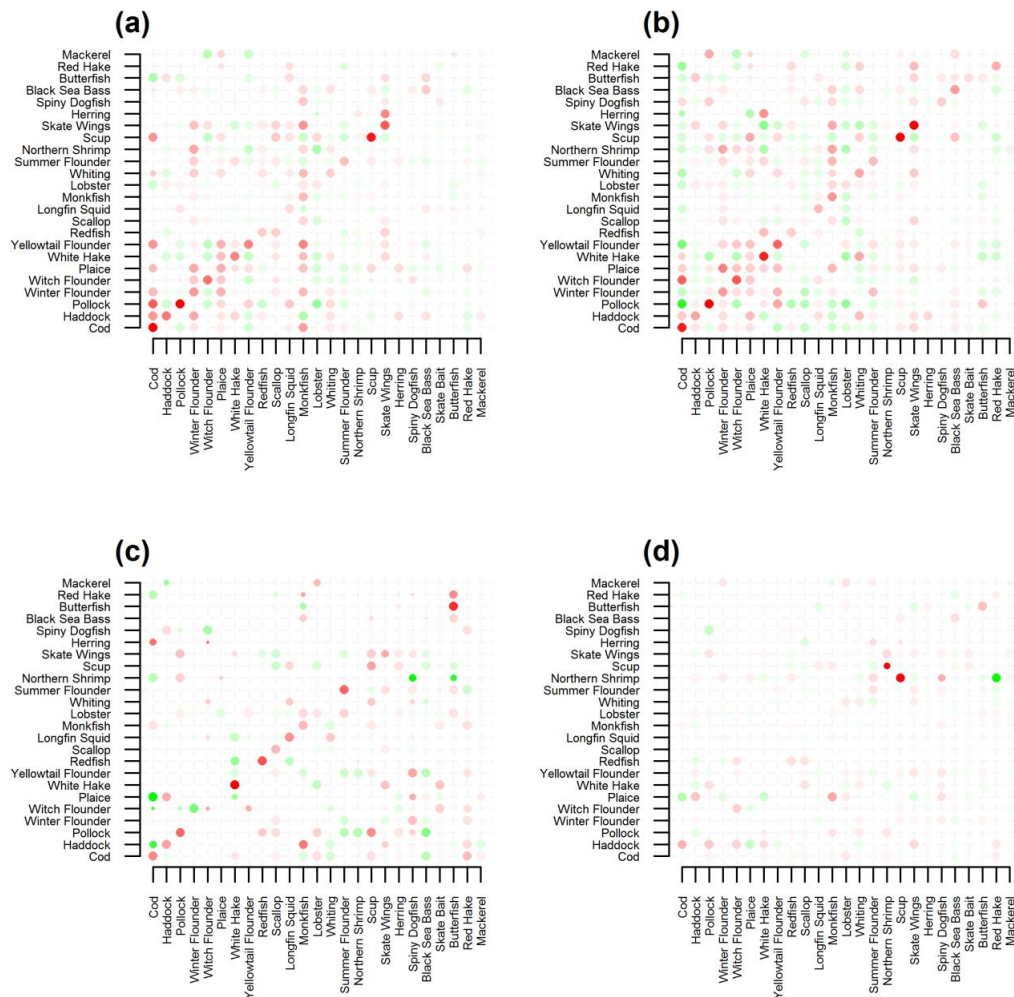 (a)
Mackerel
Red Hake
Butterfish
Black Sea Bass
Spiny Dogfish
Herring
Skate Wings
Scup
Northern Shrimp
Summer Flounder
Whiting
Lobster
Monkfish
Longfin Squid
Scallop
Redfish
Yellowtail Flounder
White Hake
Plaice
Witch Flounder
Winter Flounder
Pollock
Haddock
Cod
Cod
Haddock
Pollock
Winter Flounder
Witch Flounder
Plaice
White Hake
Yellowtail Flounder
Redfish
Scallop
Longfin Squid
Monkfish
Lobster
Whiting
Summer Flounder
Northern Shrimp
Scup
Skate Wings
Herring
Spiny Dogfish
Black Sea Bass
Skate Bait
Butterfish
Red Hake
Mackerel
(b)
Mackerel
Red Hake
Butterfish
Black Sea Bass
Spiny Dogfish
Herring
Skate Wings
Scup
Northern Shrimp
Summer Flounder
Whiting
Lobster
Monkfish
Longfin Squid
Scallop
Redfish
Yellowtail Flounder
White Hake
Plaice
Witch Flounder
Winter Flounder
Pollock
Haddock
Cod
Cod
Haddock
Pollock
Winter Flounder
Witch Flounder
Plaice
White Hake
Yellowtail Flounder
Redfish
Scallop
Longfin Squid
Monkfish
Lobster
Whiting
Summer Flounder
Northern Shrimp
Scup
Skate Wings
Herring
Spiny Dogfish
Black Sea Bass
Skate Bait
Butterfish
Red Hake
Mackerel
(c)
Mackerel
Red Hake
Butterfish
Black Sea Bass
Spiny Dogfish
Herring
Skate Wings
Scup
Northern Shrimp
Summer Flounder
Whiting
Lobster
Monkfish
Longfin Squid
Scallop
Redfish
Yellowtail Flounder
White Hake
Plaice
Witch Flounder
Winter Flounder
Pollock
Haddock
Cod
Cod
Haddock
Pollock
Winter Flounder
Witch Flounder
Plaice
White Hake
Yellowtail Flounder
Redfish
Scallop
Longfin Squid
Monkfish
Lobster
Whiting
Summer Flounder
Northern Shrimp
Scup
Skate Wings
Herring
Spiny Dogfish
Black Sea Bass
Skate Bait
Butterfish
Red Hake
Mackerel
(d)
Mackerel
Red Hake
Butterfish
Black Sea Bass
Spiny Dogfish
Herring
Skate Wings
Scup
Northern Shrimp
Summer Flounder
Whiting
Lobster
Monkfish
Longfin Squid
Scallop
Redfish
Yellowtail Flounder
White Hake
Plaice
Witch Flounder
Winter Flounder
Pollock
Haddock
Cod
Cod
Haddock
Pollock
Winter Flounder
Witch Flounder
Plaice
White Hake
Yellowtail Flounder
Redfish
Scallop
Longfin Squid
Monkfish
Lobster
Whiting
Summer Flounder
Northern Shrimp
Scup
Skate Wings
Herring
Spiny Dogfish
Black Sea Bass
Skate Bait
Butterfish
Red Hake
Mackerel